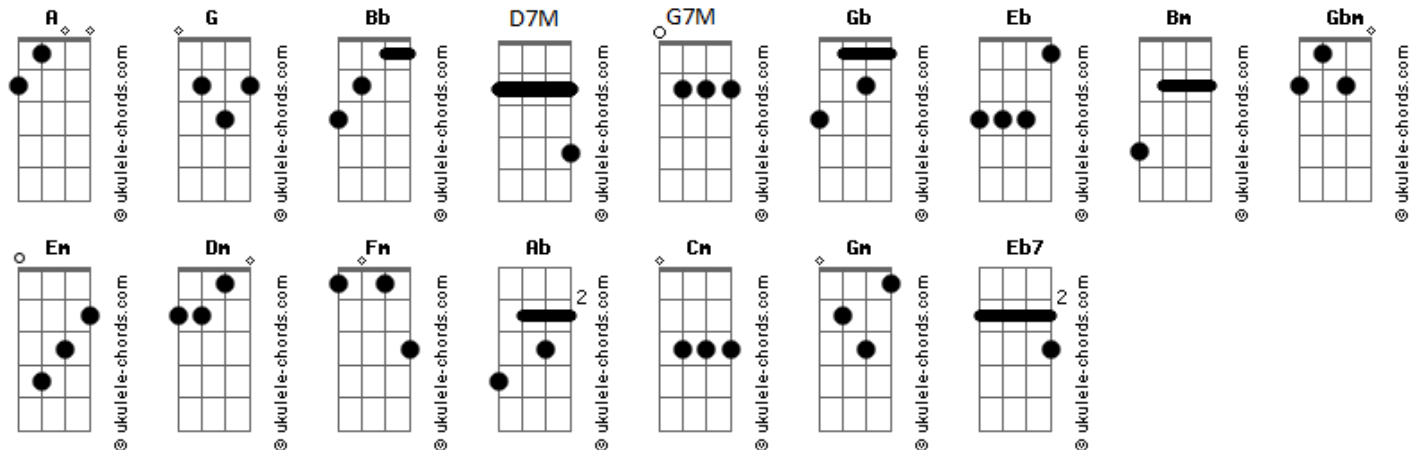 A G Bb D7M G7M Gb Eb Bm Gbm
© ukulele-chords.com © ukulele-chords.com © ukulele-chords.com © ukulele-chords.com © ukulele-chords.com © ukulele-chords.com © ukulele-chords.com © ukulele-chords.com © ukulele-chords.com
Em Dm Fm Ab Cm Gm Eb7
2 2
© ukulele-chords.com © ukulele-chords.com © ukulele-chords.com © ukulele-chords.com © ukulele-chords.com © ukulele-chords.com © ukulele-chords.com